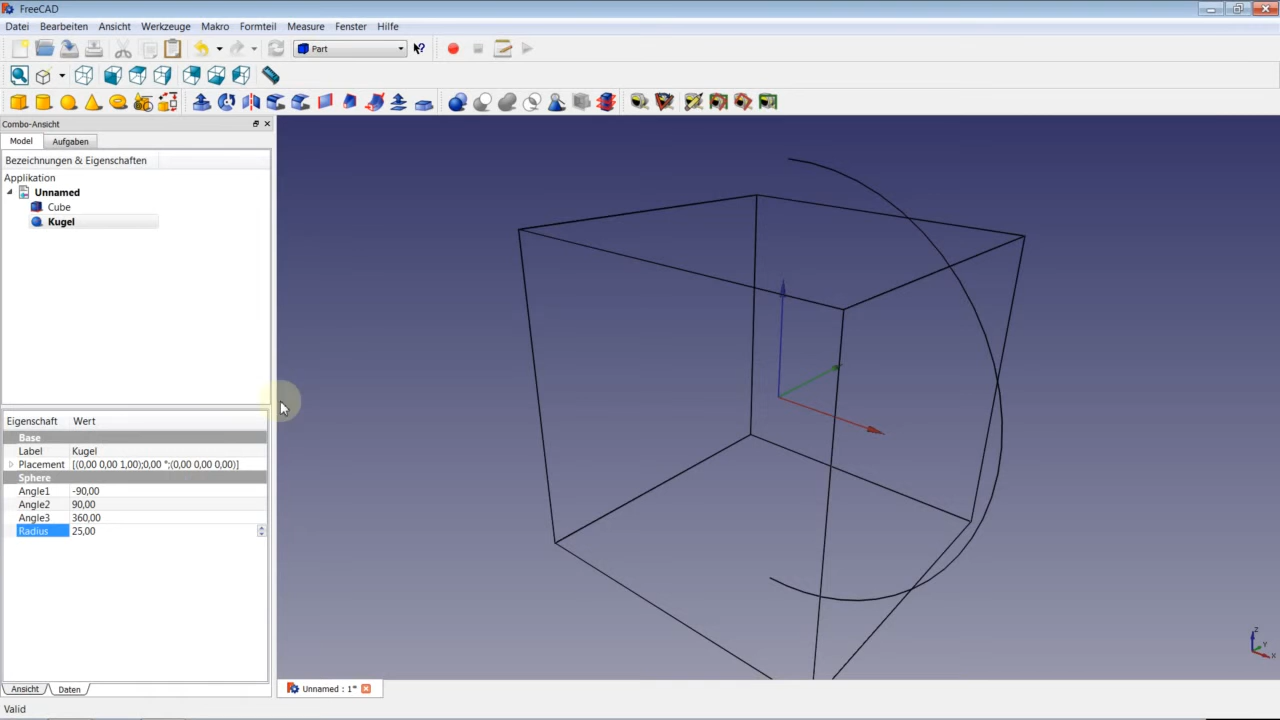 FreeCAD
Datei Bearbeiten Ansicht Werkzeuge Makro Formteil Measure Fenster Hilfe
Part
Combo-Ansicht
Model Aufgaben
Bezeichnungen & Eigenschaften
Applikation
Unnamed
Cube
Kugel
Eigenschaft Wert
Base
Label Kugel
Placement [(0,00 0,00 1,00);0,00 °;(0,00 0,00 0,00)]
Sphere
Angle1 -90,00
Angle2 90,00
Angle3 360,00
Radius 25,00
Ansicht Daten
Unnamed : 1*
Z
Y
X
Valid